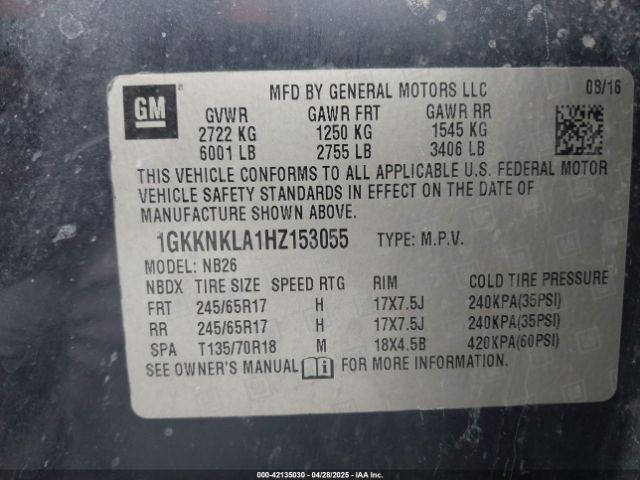 GM
MFD BY GENERAL MOTORS LLC 08/16
GVWR GAWR FRT GAWR RR
2722 KG 1250 KG 1545 KG
6001 LB 2755 LB 3406 LB
THIS VEHICLE CONFORMS TO ALL APPLICABLE U.S. FEDERAL MOTOR
VEHICLE SAFETY STANDARDS IN EFFECT ON THE DATE OF
MANUFACTURE SHOWN ABOVE.
1GKKNKLA1HZ153055 TYPE: M.P.V.
MODEL: NB26
NBDX TIRE SIZE SPEED RTG RIM COLD TIRE PRESSURE
FRT 245/65R17 H 17X7.5J 240KPA(35PSI)
RR 245/65R17 H 17X7.5J 240KPA(35PSI)
SPA T135/70R18 M 18X4.5B 420KPA(60PSI)
SEE OWNER'S MANUAL FOR MORE INFORMATION.
000-42135030 - 04/28/2025 - IAA Inc.